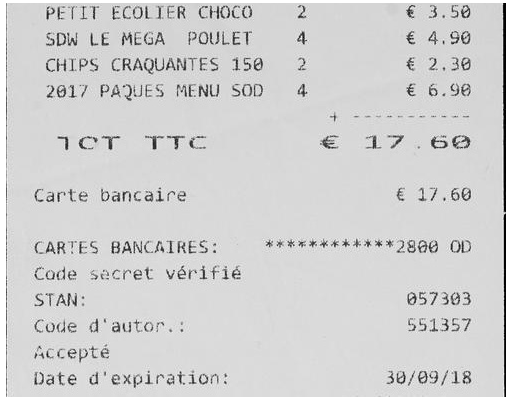 PETIT ECOLIER CHOCO 2 € 3.50
SDW LE MEGA POULET 4 € 4.90
CHIPS CRAQUANTES 150 2 € 2.30
2017 PAQUES MENU SOD 4 € 6.90
+ -----------
TOT TTC € 17.60
Carte bancaire € 17.60
CARTES BANCAIRES: ************2800 OD
Code secret vérifié
STAN: 057303
Code d'autor.: 551357
Accepté
Date d'expiration: 30/09/18